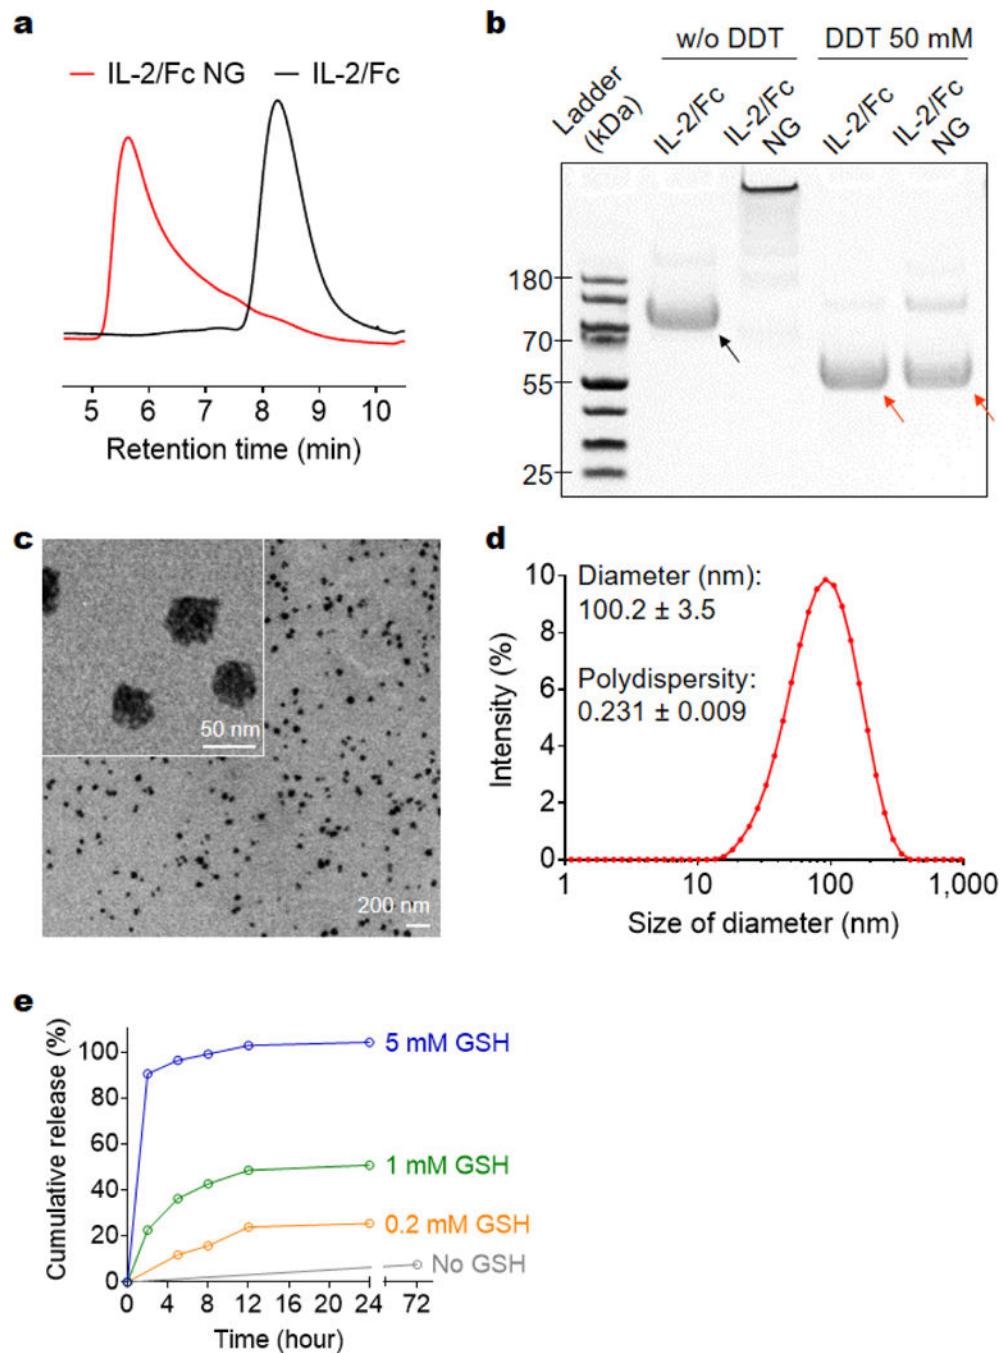 a
IL-2/Fc NG
IL-2/Fc
5 6 7 8 9 10
Retention time (min)
b
w/o DDT
DDT 50 mM
Ladder
(kDa)
IL-2/Fc
IL-2/Fc
NG
IL-2/Fc
IL-2/Fc
NG
180
70
55
25
c
50 nm
200 nm
d
Diameter (nm):
100.2 ± 3.5
Polydispersity:
0.231 ± 0.009
Intensity (%)
10
8
6
4
2
0
1 10 100 1,000
Size of diameter (nm)
e
Cumulative release (%)
100
80
60
40
20
0
5 mM GSH
1 mM GSH
0.2 mM GSH
No GSH
0 4 8 12 16 20 24 72
Time (hour)